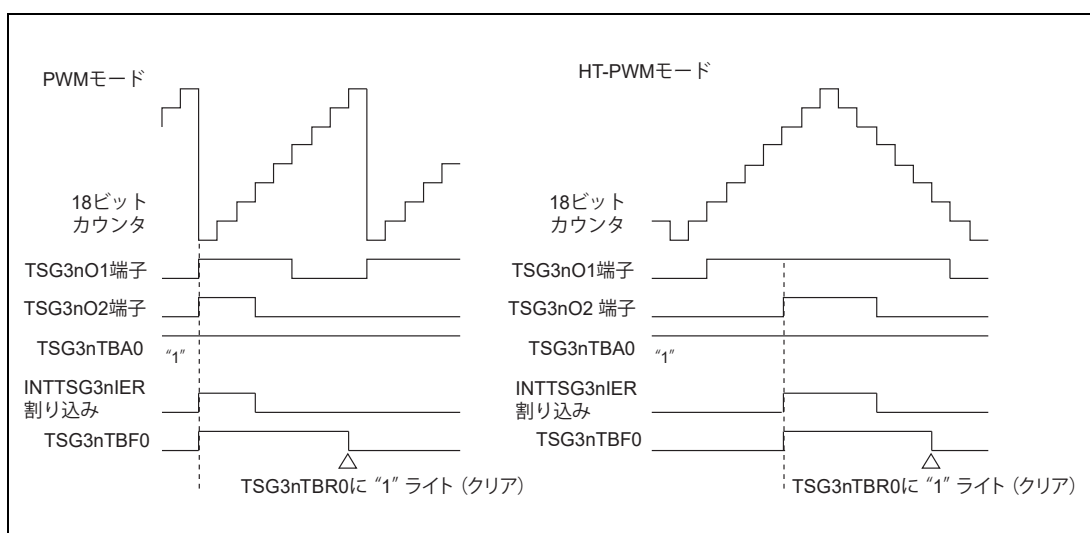 PWMモード
18ビット
カウンタ
TSG3nO1端子
TSG3nO2端子
TSG3nTBA0
“1”
INTTSG3nIER
割り込み
TSG3nTBF0
TSG3nTBR0に “1” ライト（クリア）
HT-PWMモード
18ビット
カウンタ
TSG3nO1端子
TSG3nO2 端子
TSG3nTBA0
“1”
INTTSG3nIER
割り込み
TSG3nTBF0
TSG3nTBR0に “1” ライト（クリア）